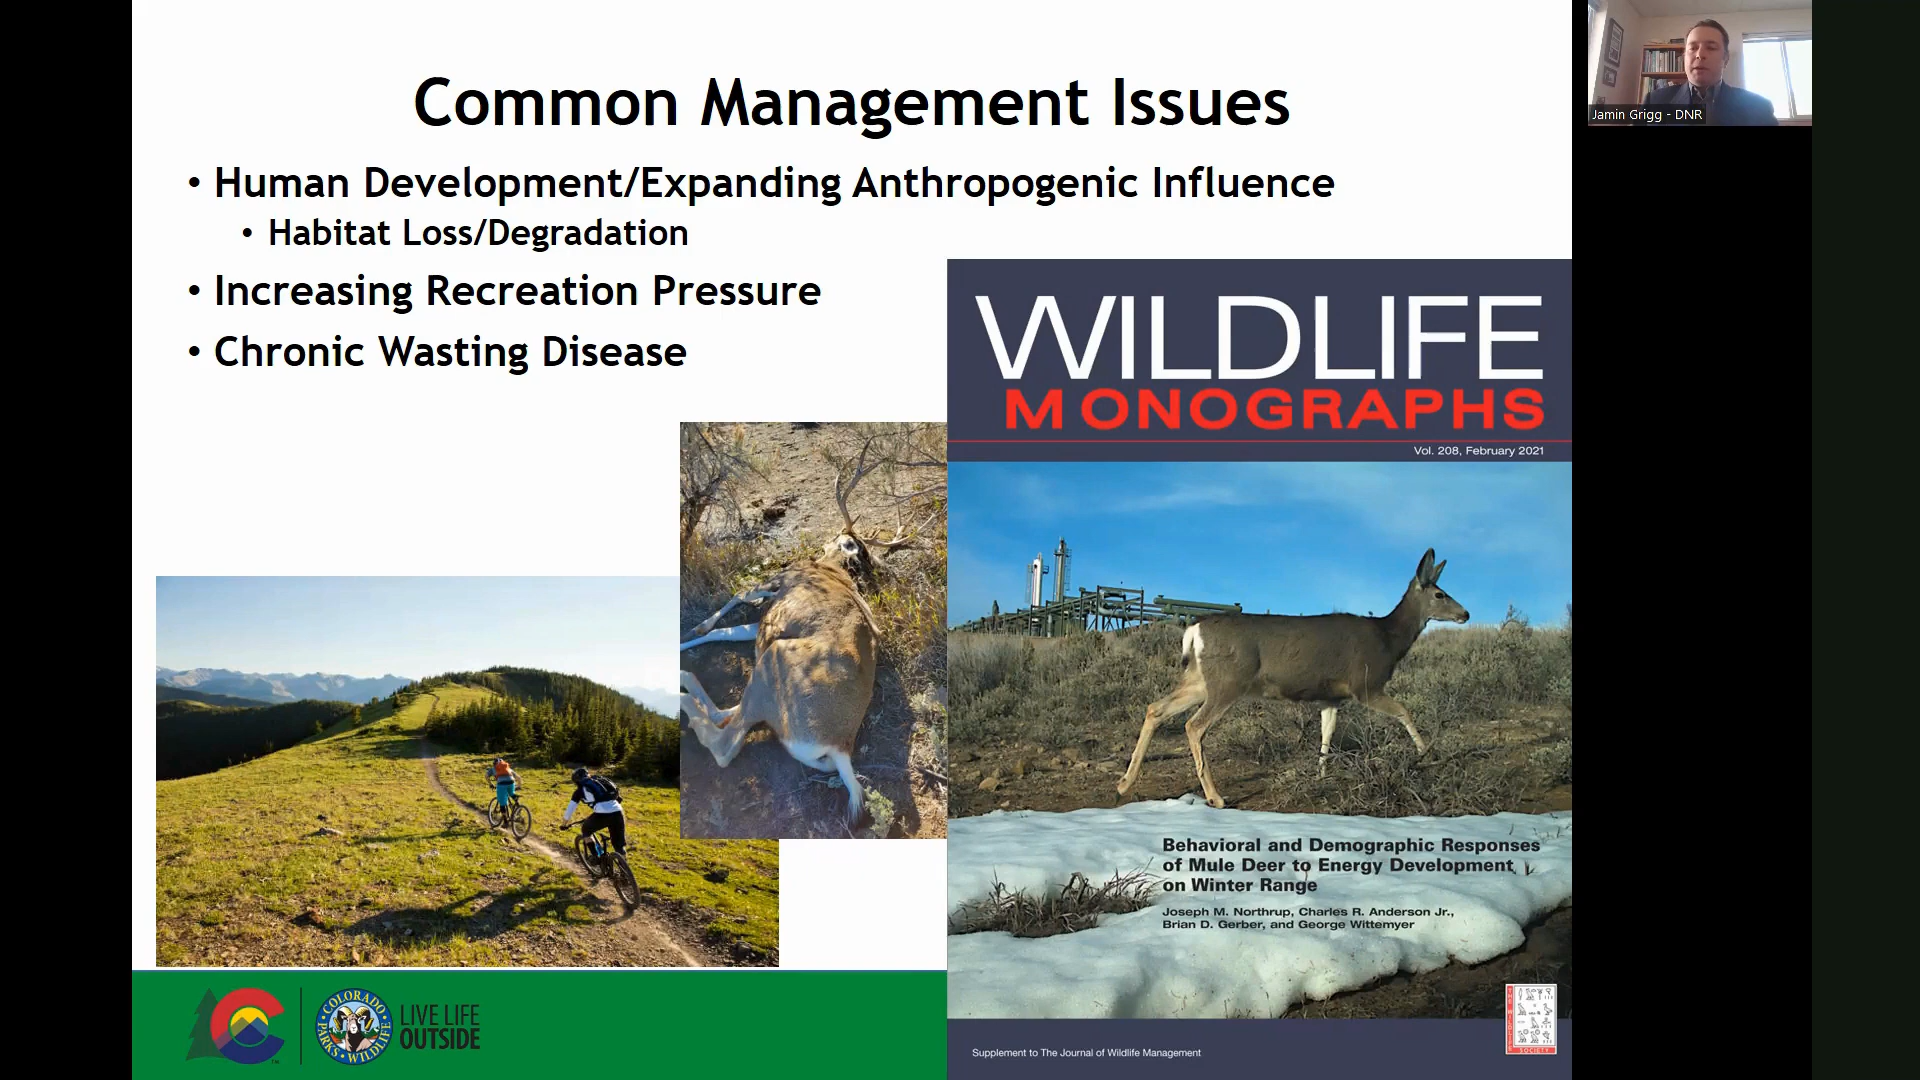 Common Management Issues
• Human Development/Expanding Anthropogenic Influence
• Habitat Loss/Degradation
• Increasing Recreation Pressure
• Chronic Wasting Disease
WILDLIFE
MONOGRAPHS
Vol. 208, February 2021
Behavioral and Demographic Responses
of Mule Deer to Energy Development
on Winter Range
Joseph M. Northrup, Charles R. Anderson Jr.,
Brian D. Gerber, and George Wittemyer
Supplement to The Journal of Wildlife Management
THE WILDLIFE
SOCIETY
COLORADO
PARKS • WILDLIFE
LIVE LIFE
OUTSIDE
Jamin Grigg - DNR